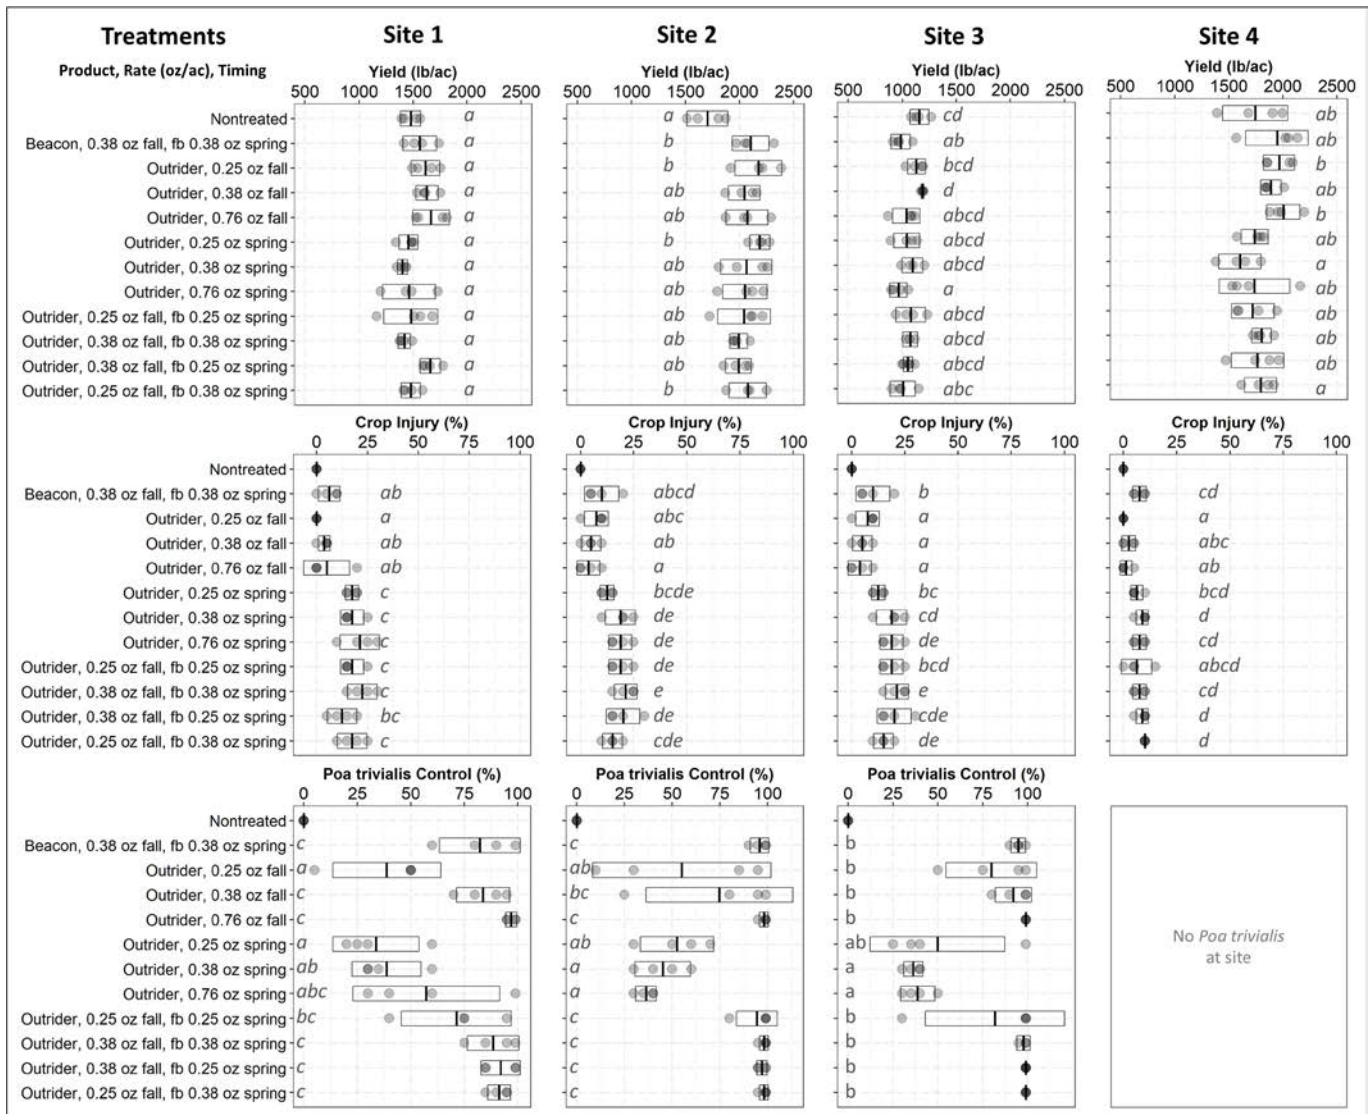 Treatments Site 1 Site 2 Site 3 Site 4
Product, Rate (oz/ac), Timing Yield (lb/ac) Yield (lb/ac) Yield (lb/ac) Yield (lb/ac)
500 1000 1500 2000 2500 500 1000 1500 2000 2500 500 1000 1500 2000 2500 500 1000 1500 2000 2500
Nontreated a a cd ab
Beacon, 0.38 oz fall, fb 0.38 oz spring a b ab ab
Outrider, 0.25 oz fall a b bcd b
Outrider, 0.38 oz fall a ab d ab
Outrider, 0.76 oz fall a ab abcd b
Outrider, 0.25 oz spring a b abcd ab
Outrider, 0.38 oz spring a ab abcd a
Outrider, 0.76 oz spring a ab a ab
Outrider, 0.25 oz fall, fb 0.25 oz spring a ab abcd ab
Outrider, 0.38 oz fall, fb 0.38 oz spring a ab abcd ab
Outrider, 0.38 oz fall, fb 0.25 oz spring a ab abcd ab
Outrider, 0.25 oz fall, fb 0.38 oz spring a b abc a
Crop Injury (%) Crop Injury (%) Crop Injury (%) Crop Injury (%)
0 25 50 75 100 0 25 50 75 100 0 25 50 75 100 0 25 50 75 100
Nontreated
Beacon, 0.38 oz fall, fb 0.38 oz spring ab abcd b cd
Outrider, 0.25 oz fall a abc a a
Outrider, 0.38 oz fall ab ab a abc
Outrider, 0.76 oz fall ab a a ab
Outrider, 0.25 oz spring c bcde bc bcd
Outrider, 0.38 oz spring c de cd d
Outrider, 0.76 oz spring c de de cd
Outrider, 0.25 oz fall, fb 0.25 oz spring c de bcd abcd
Outrider, 0.38 oz fall, fb 0.38 oz spring c e e cd
Outrider, 0.38 oz fall, fb 0.25 oz spring bc de cde d
Outrider, 0.25 oz fall, fb 0.38 oz spring c cde de d
Poa trivialis Control (%) Poa trivialis Control (%) Poa trivialis Control (%)
0 25 50 75 100 0 25 50 75 100 0 25 50 75 100
Nontreated
Beacon, 0.38 oz fall, fb 0.38 oz spring c c b
Outrider, 0.25 oz fall a ab b
Outrider, 0.38 oz fall c bc b
Outrider, 0.76 oz fall c c b
Outrider, 0.25 oz spring a ab ab
Outrider, 0.38 oz spring ab a a
Outrider, 0.76 oz spring abc a a
Outrider, 0.25 oz fall, fb 0.25 oz spring bc c b
Outrider, 0.38 oz fall, fb 0.38 oz spring c c b
Outrider, 0.38 oz fall, fb 0.25 oz spring c c b
Outrider, 0.25 oz fall, fb 0.38 oz spring c c b
No Poa trivialis
at site